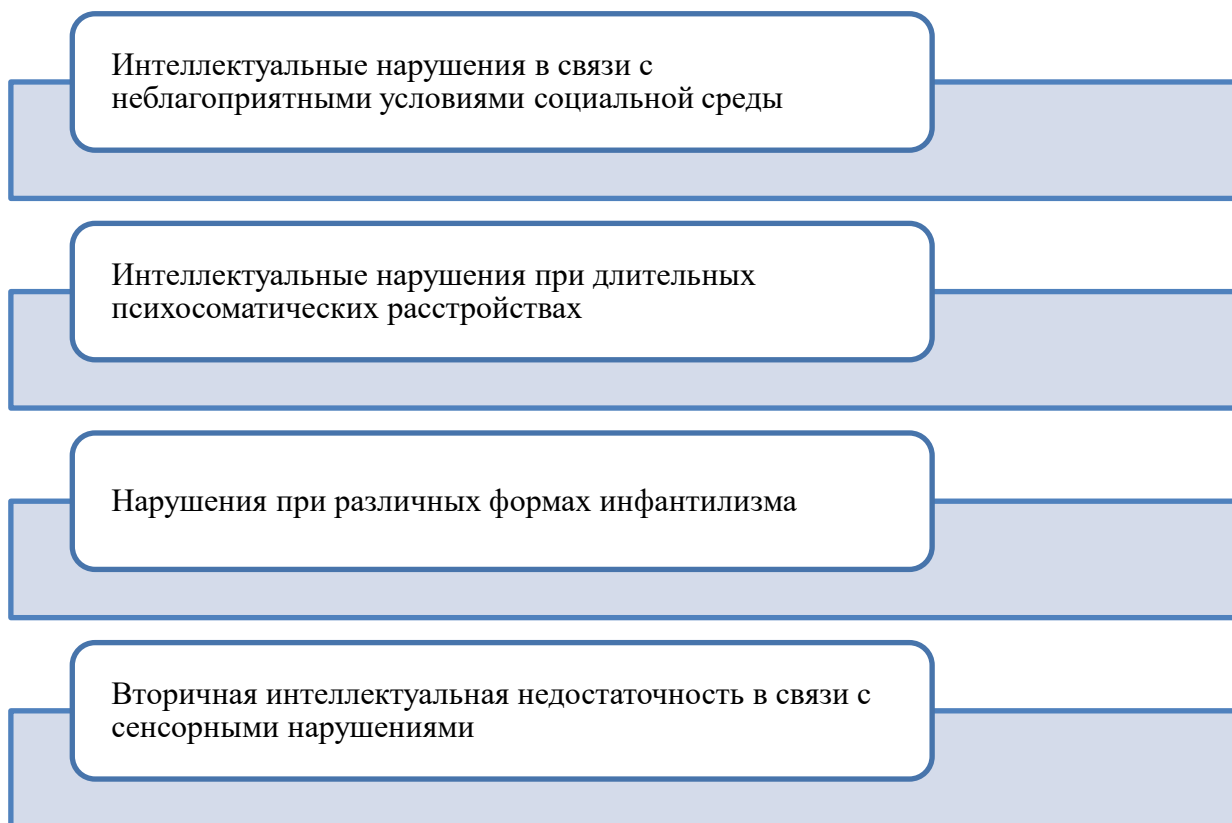 Интеллектуальные нарушения в связи с
неблагоприятными условиями социальной среды
Интеллектуальные нарушения при длительных
психосоматических расстройствах
Нарушения при различных формах инфантилизма
Вторичная интеллектуальная недостаточность в связи с
сенсорными нарушениями